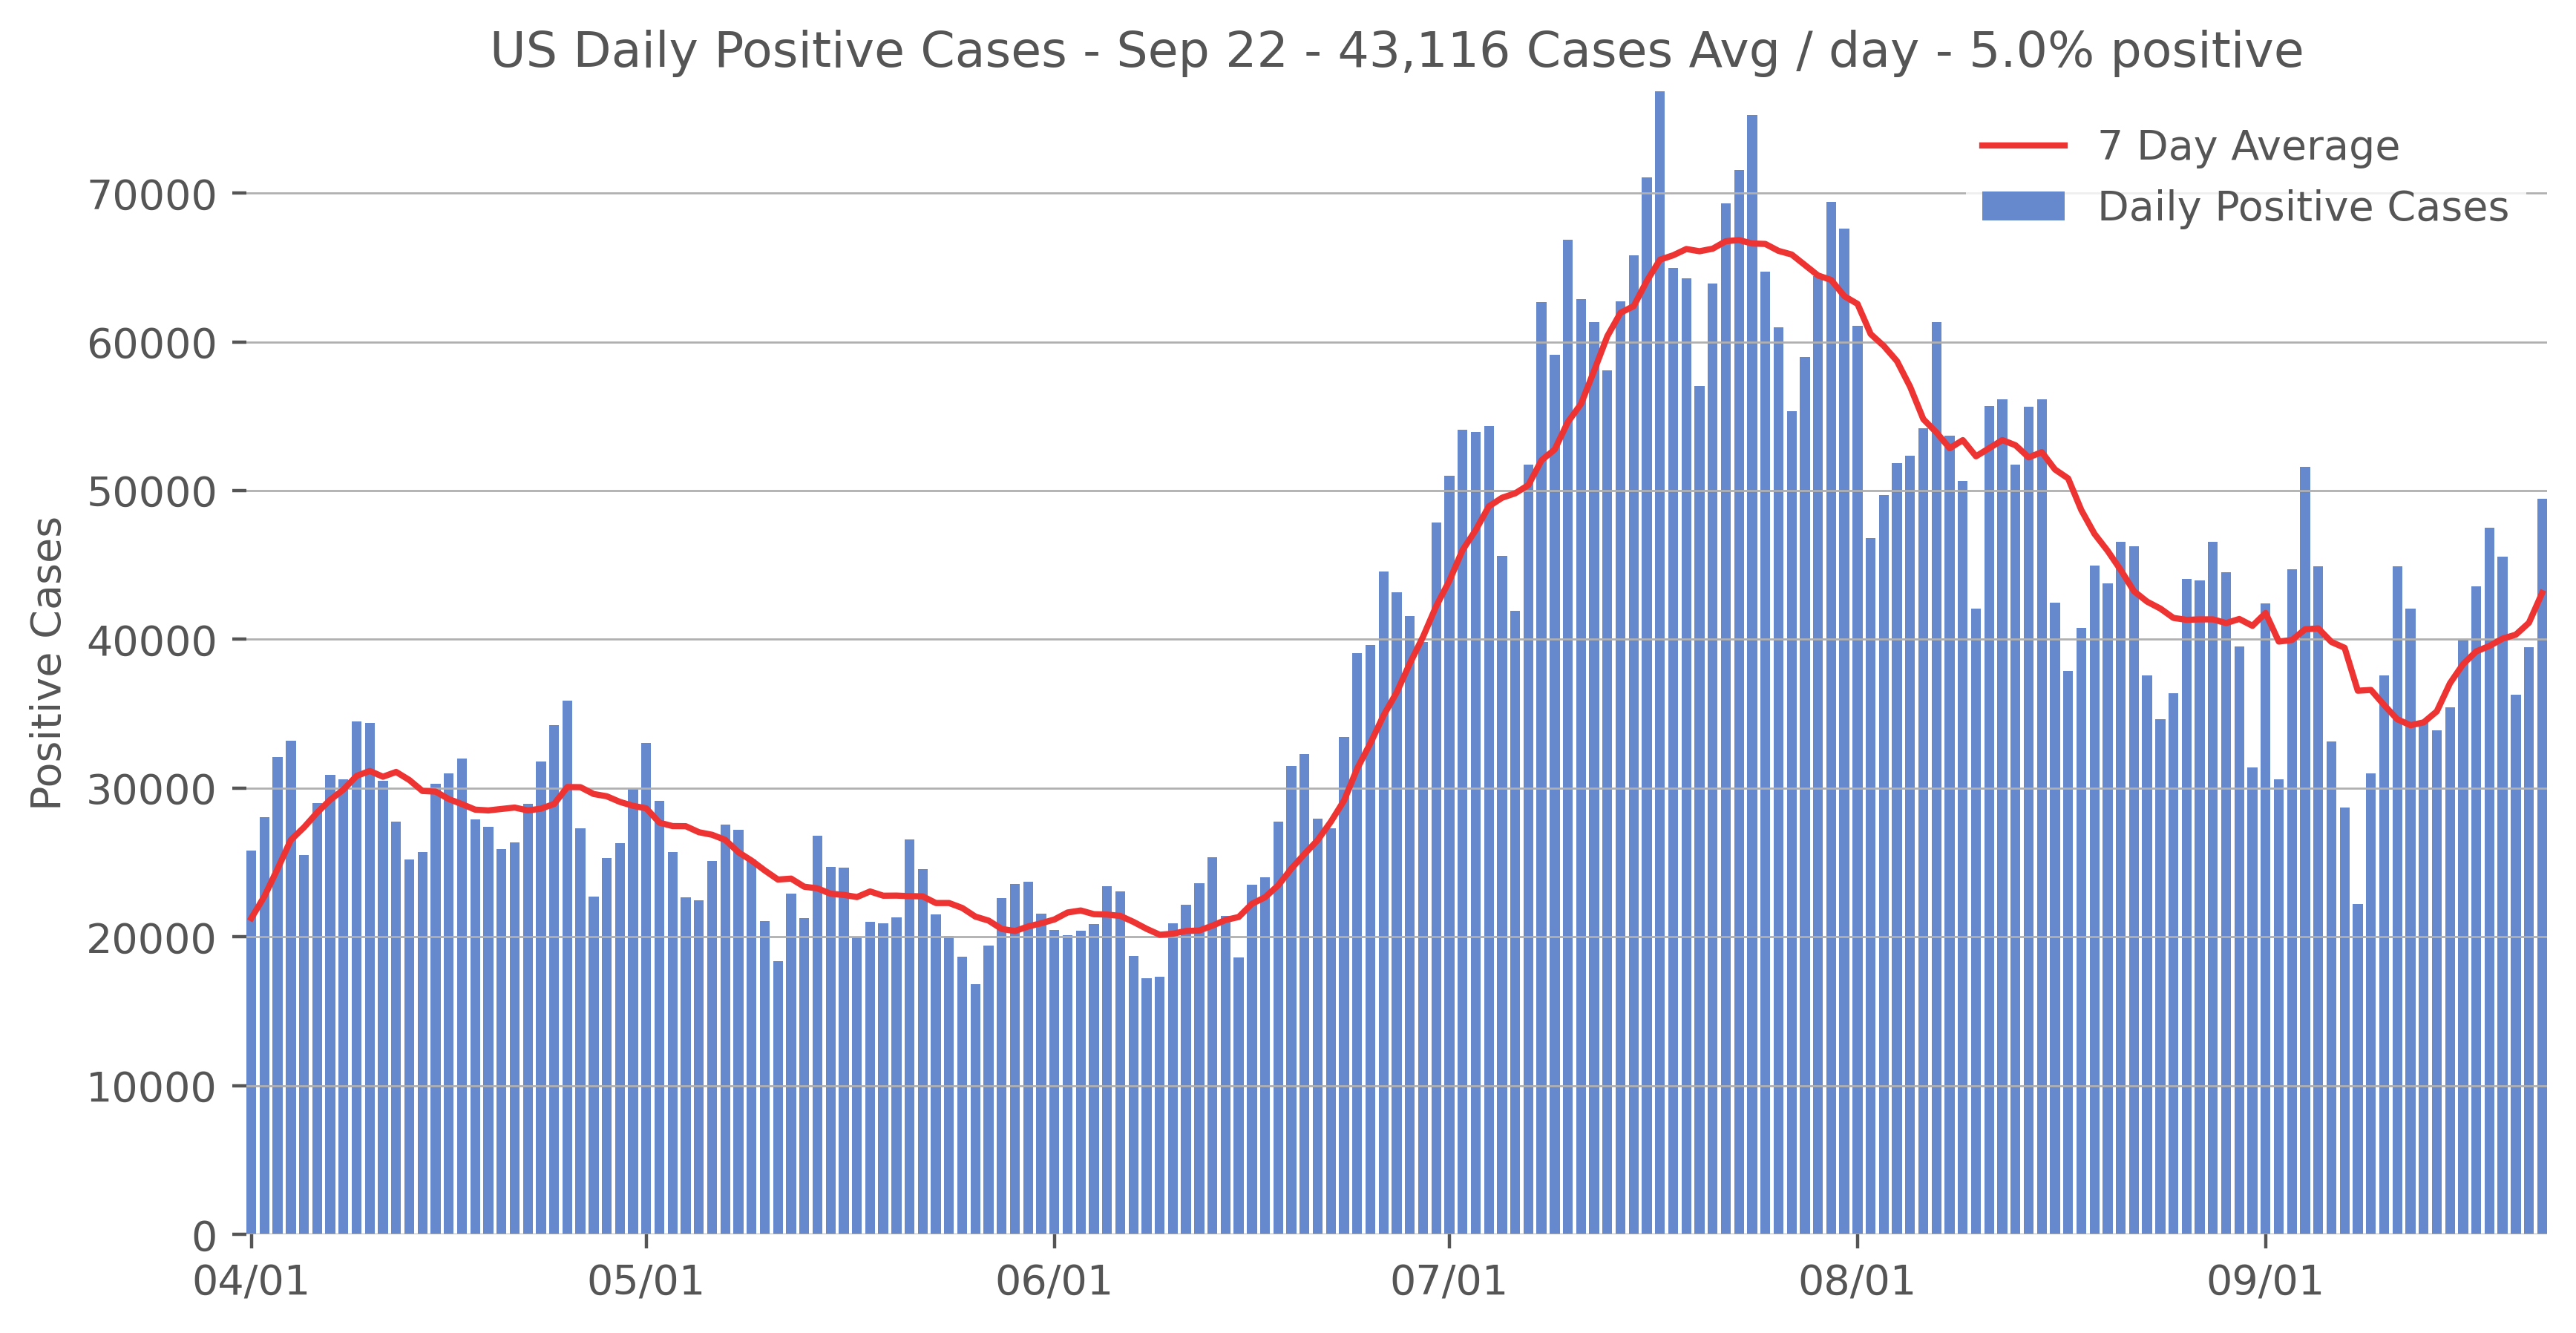 US Daily Positive Cases - Sep 22 - 43,116 Cases Avg / day - 5.0% positive
7 Day Average
Daily Positive Cases
Positive Cases
70000
60000
50000
40000
30000
20000
10000
0
04/01 05/01 06/01 07/01 08/01 09/01